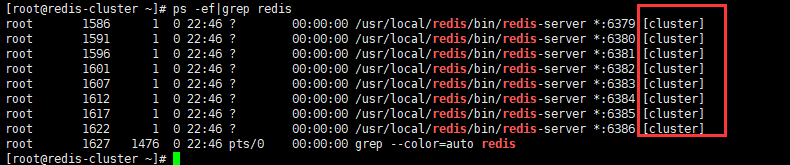 [root@redis-cluster ~]# ps -ef|grep redis
root 1586 1 0 22:46 ? 00:00:00 /usr/local/redis/bin/redis-server *:6379 [cluster]
root 1591 1 0 22:46 ? 00:00:00 /usr/local/redis/bin/redis-server *:6380 [cluster]
root 1596 1 0 22:46 ? 00:00:00 /usr/local/redis/bin/redis-server *:6381 [cluster]
root 1601 1 0 22:46 ? 00:00:00 /usr/local/redis/bin/redis-server *:6382 [cluster]
root 1607 1 0 22:46 ? 00:00:00 /usr/local/redis/bin/redis-server *:6383 [cluster]
root 1612 1 0 22:46 ? 00:00:00 /usr/local/redis/bin/redis-server *:6384 [cluster]
root 1617 1 0 22:46 ? 00:00:00 /usr/local/redis/bin/redis-server *:6385 [cluster]
root 1622 1 0 22:46 ? 00:00:00 /usr/local/redis/bin/redis-server *:6386 [cluster]
root 1627 1476 0 22:46 pts/0 00:00:00 grep --color=auto redis
[root@redis-cluster ~]#